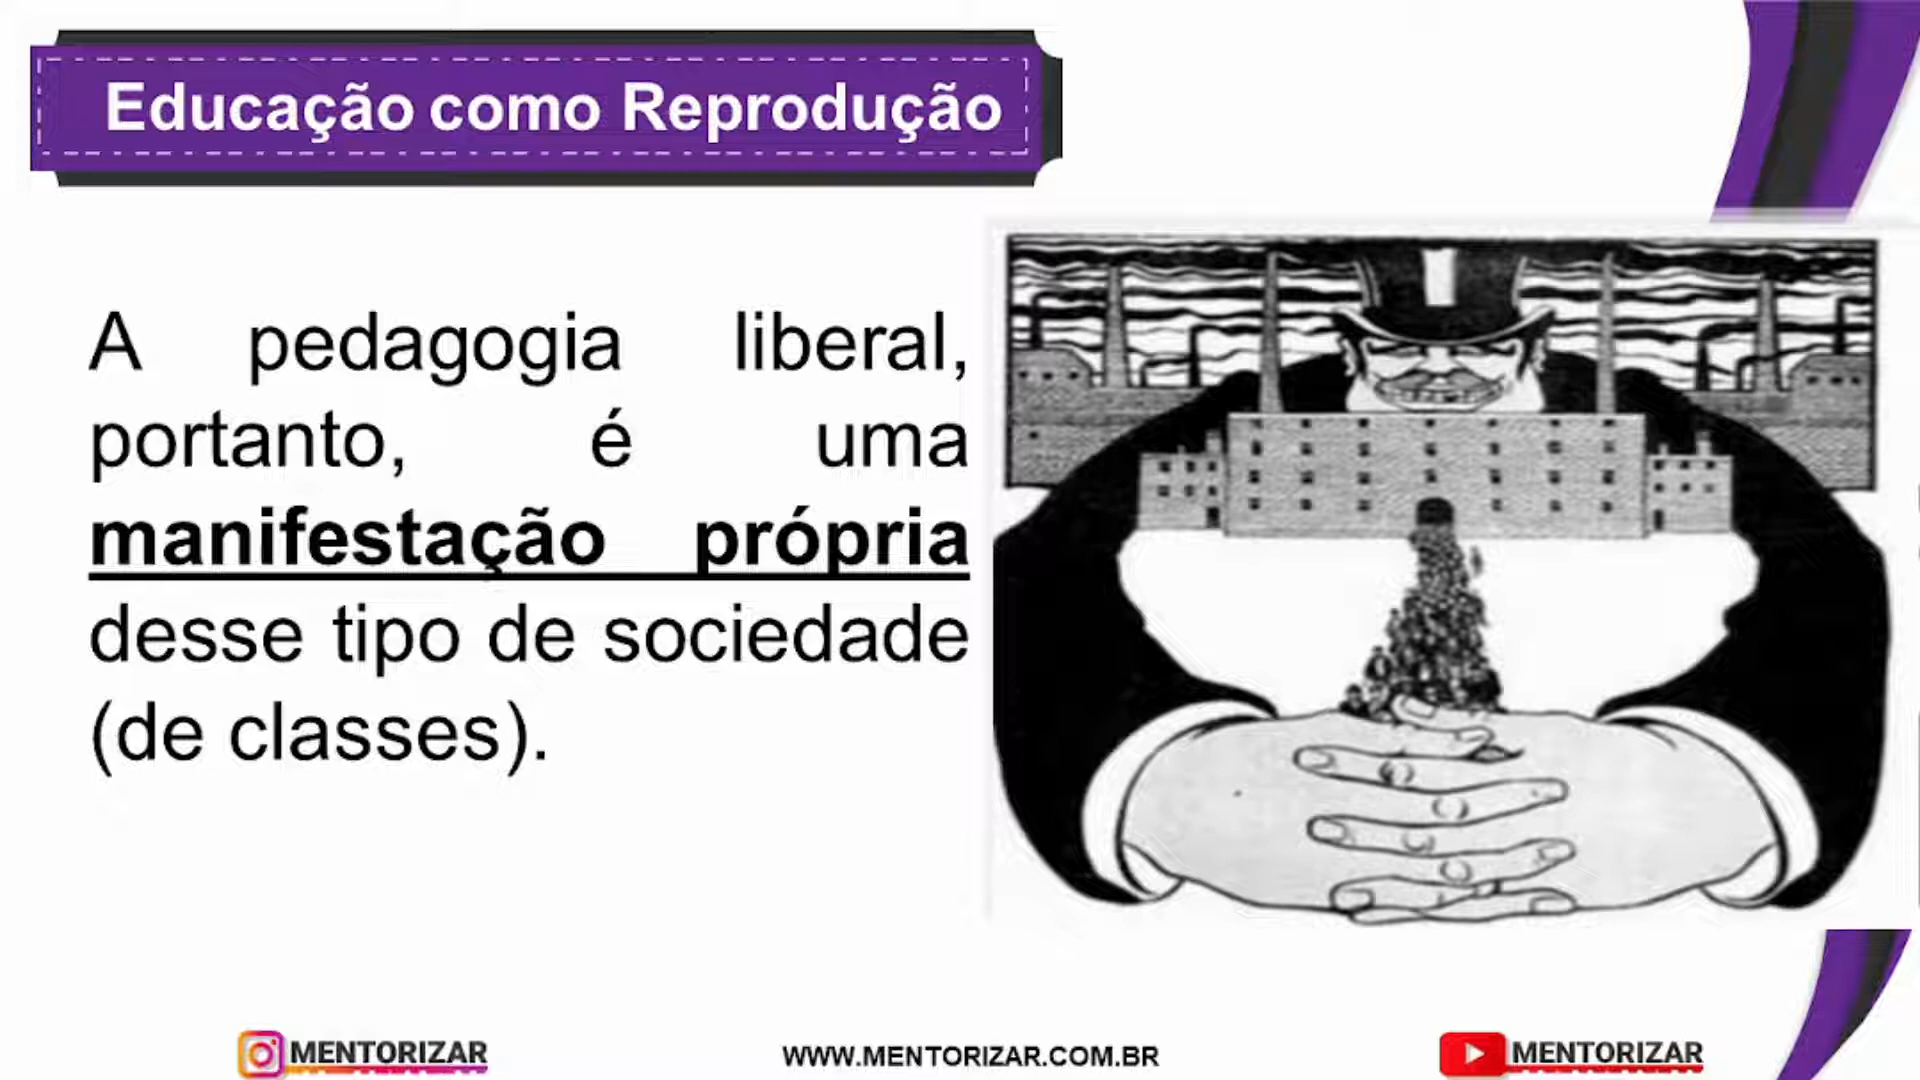 Educação como Reprodução
A pedagogia liberal,
portanto, é uma
manifestação própria
desse tipo de sociedade
(de classes).
MENTORIZAR
WWW.MENTORIZAR.COM.BR
MENTORIZAR